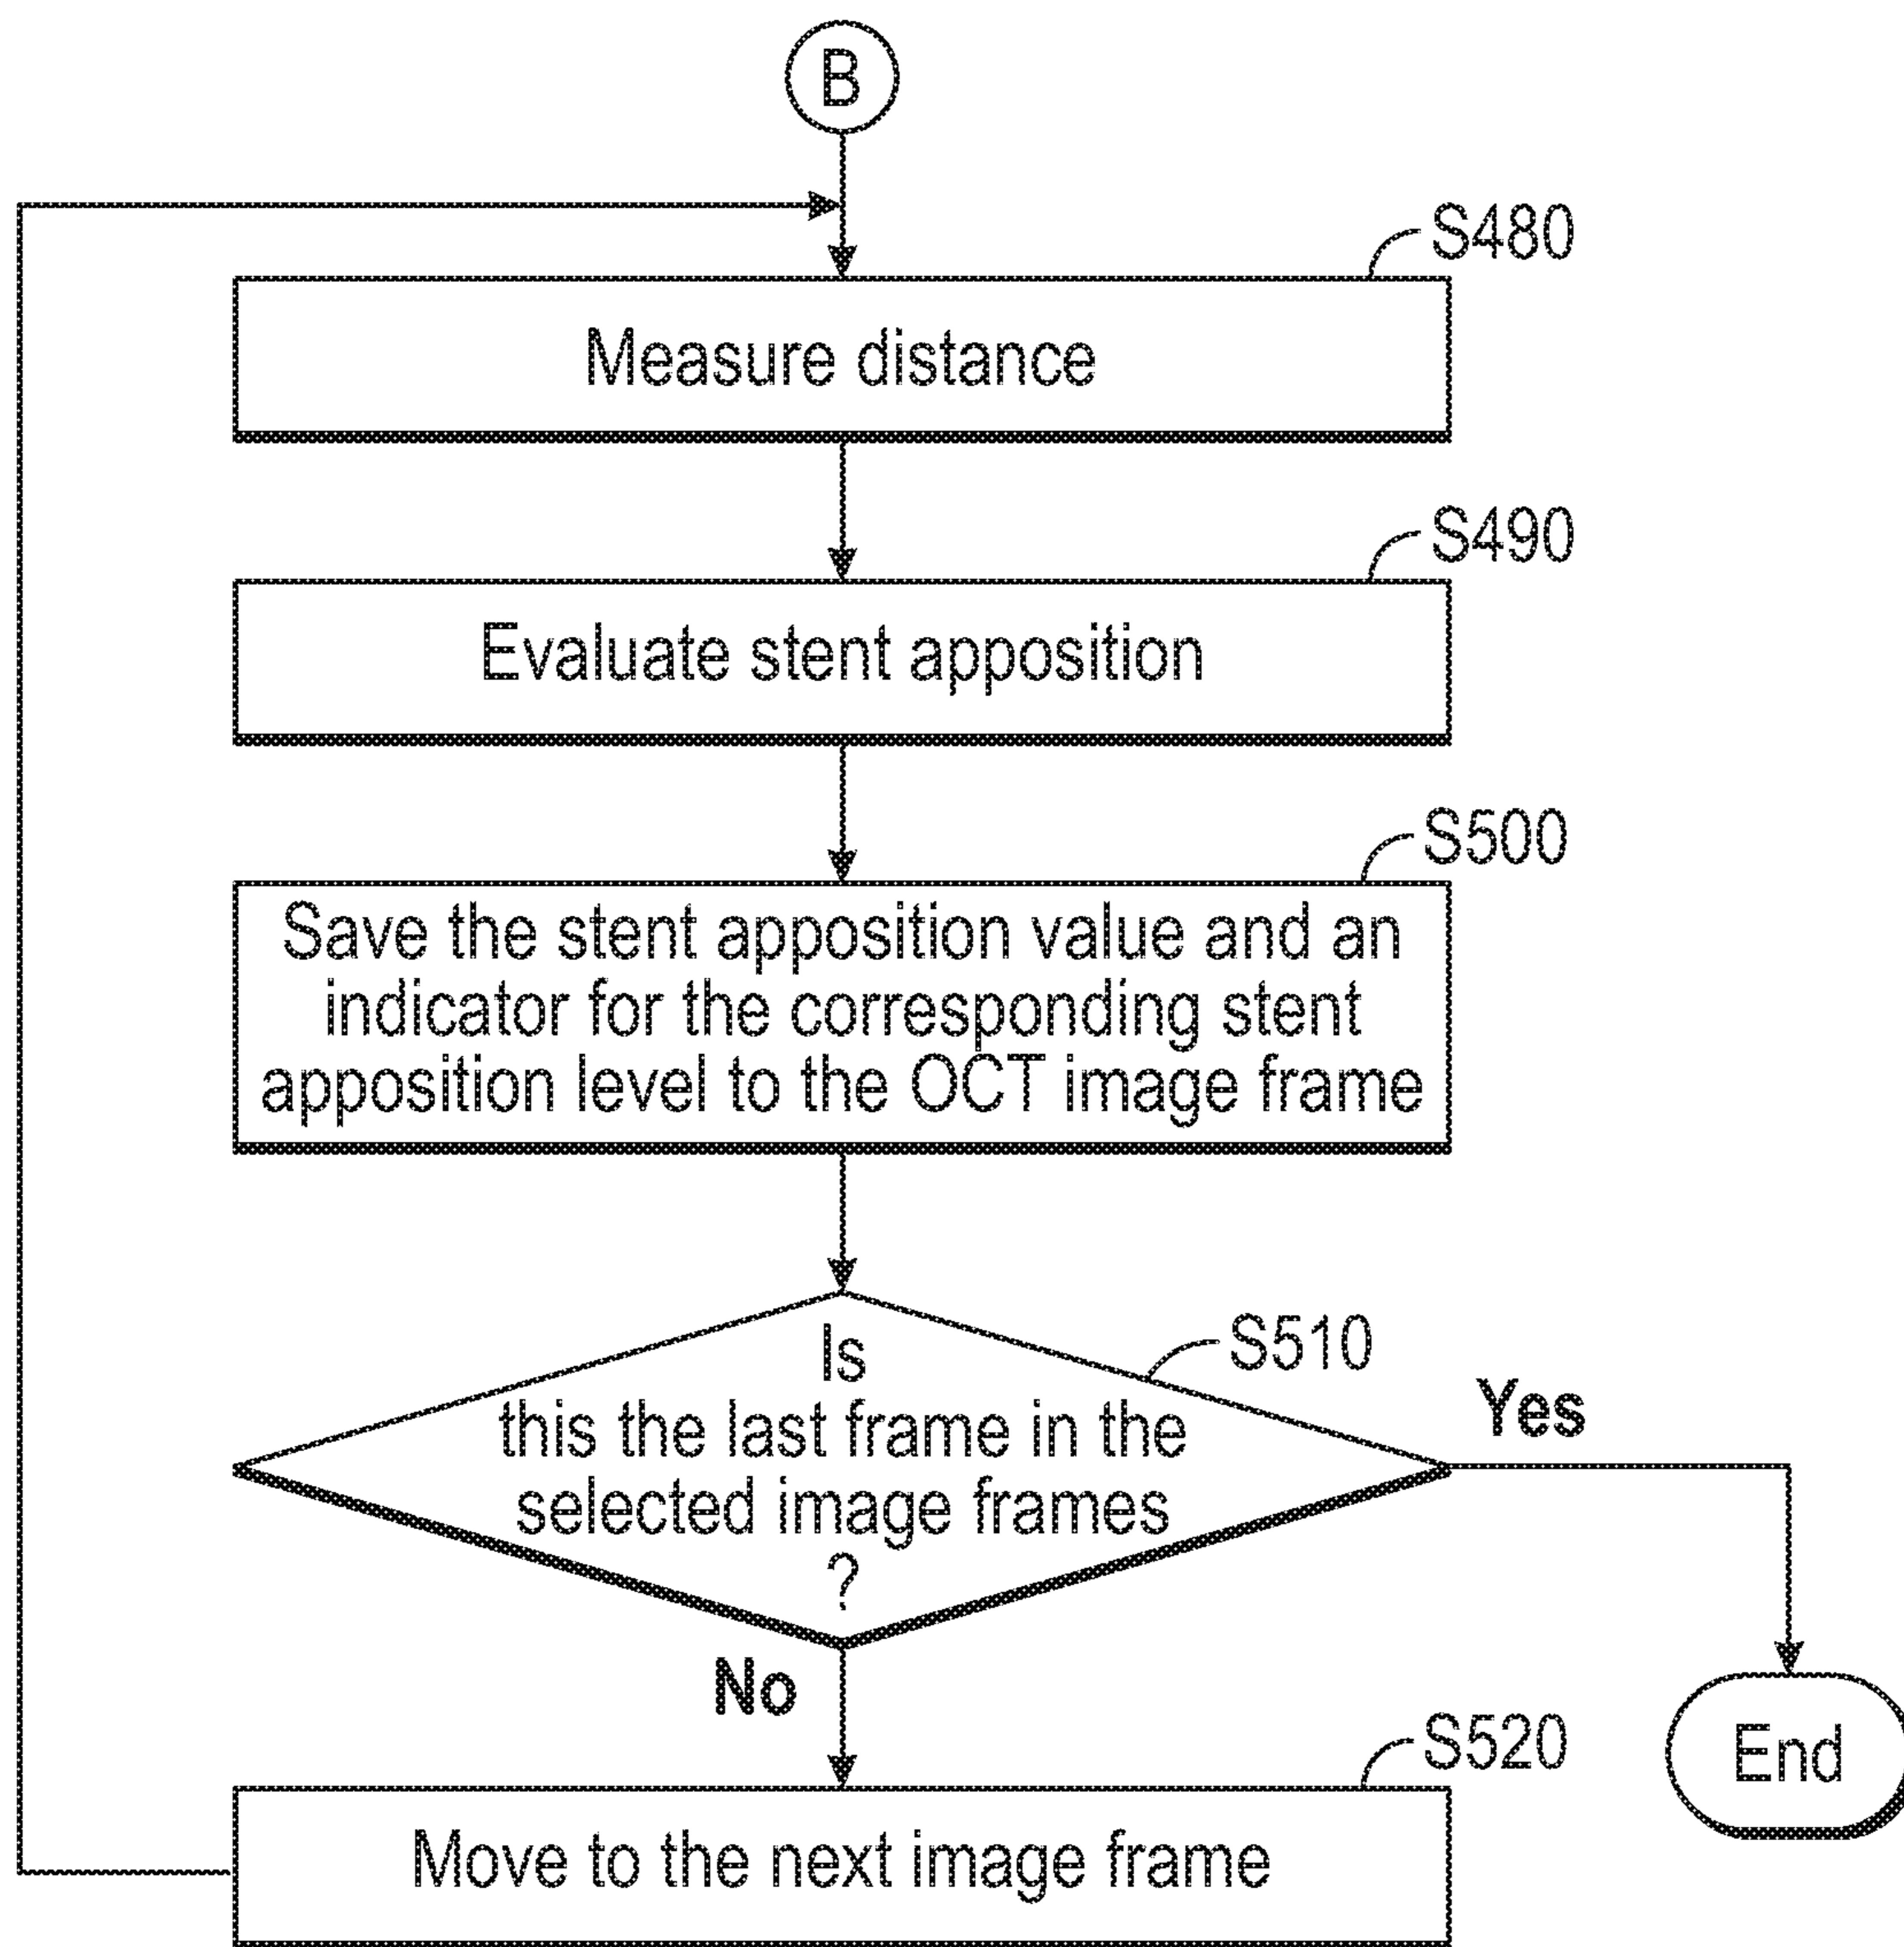 B
S480
Measure distance
S490
Evaluate stent apposition
S500
Save the stent apposition value and an
indicator for the corresponding stent
apposition level to the OCT image frame
S510
Is
this the last frame in the
selected image frames
?
Yes
No
S520
End
Move to the next image frame